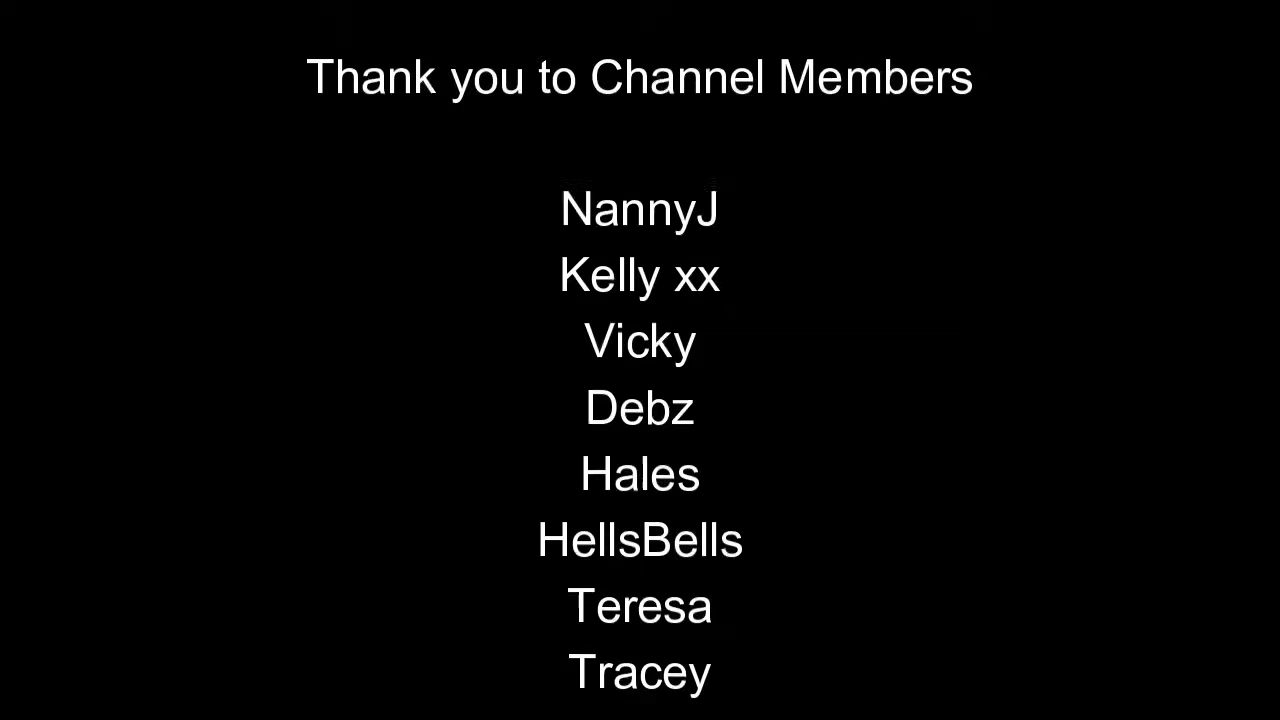 Thank you to Channel Members
NannyJ
Kelly xx
Vicky
Debz
Hales
HellsBells
Teresa
Tracey